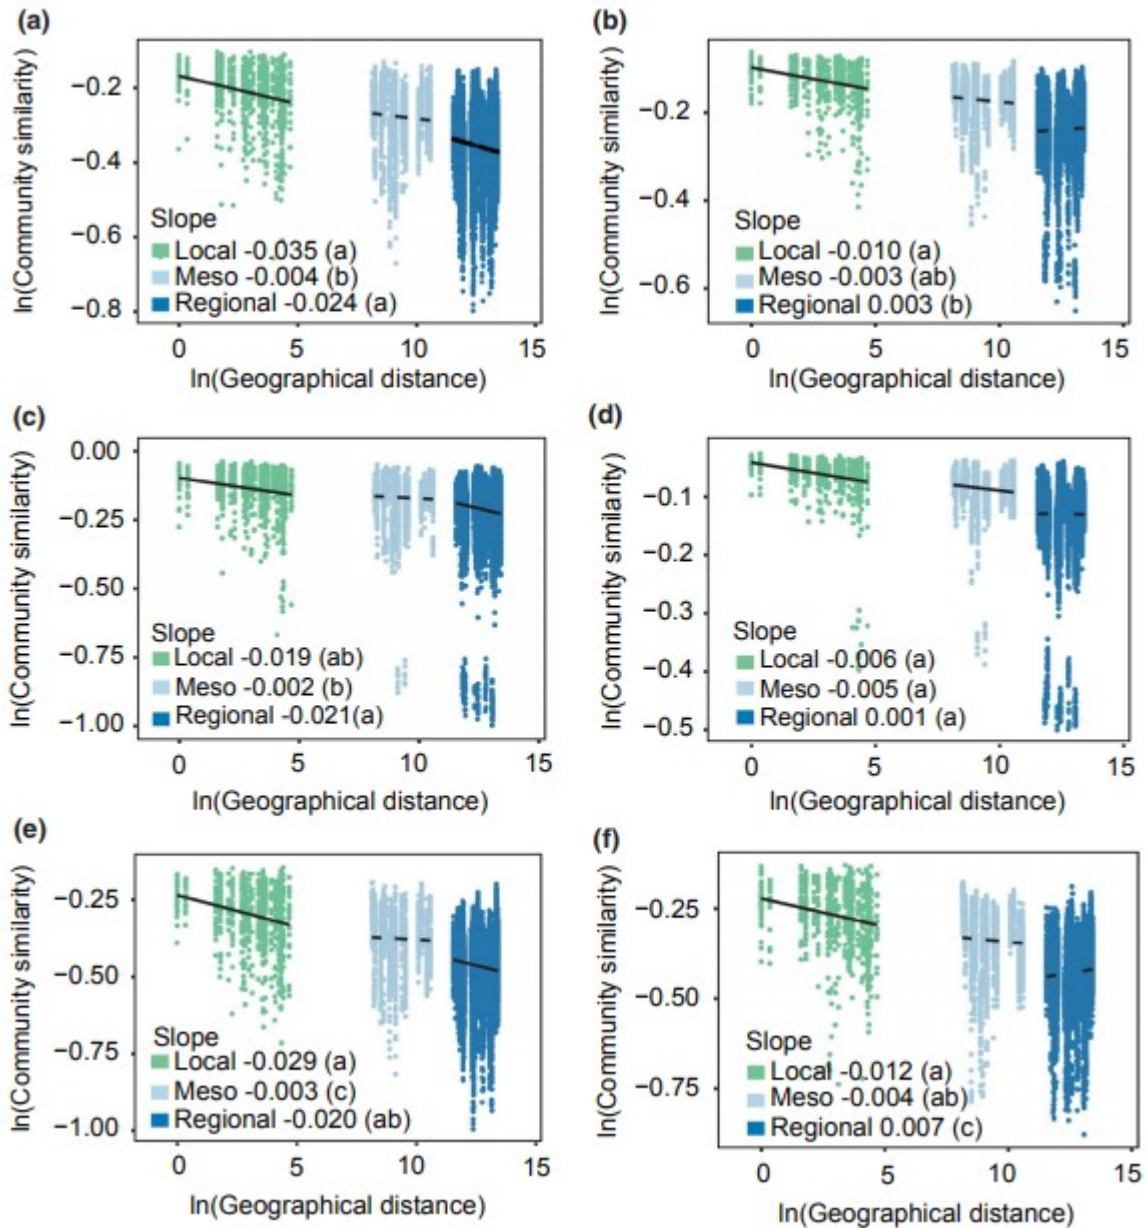 (a)
ln(Community similarity)
−0.2
−0.4
−0.6
−0.8
Slope
Local -0.035 (a)
Meso -0.004 (b)
Regional -0.024 (a)
0 5 10 15
ln(Geographical distance)
(b)
ln(Community similarity)
−0.2
−0.4
−0.6
Slope
Local -0.010 (a)
Meso -0.003 (ab)
Regional 0.003 (b)
0 5 10 15
ln(Geographical distance)
(c)
ln(Community similarity)
0.00
−0.25
−0.50
−0.75
−1.00
Slope
Local -0.019 (ab)
Meso -0.002 (b)
Regional -0.021(a)
0 5 10 15
ln(Geographical distance)
(d)
ln(Community similarity)
−0.1
−0.2
−0.3
−0.4
−0.5
Slope
Local -0.006 (a)
Meso -0.005 (a)
Regional 0.001 (a)
0 5 10 15
ln(Geographical distance)
(e)
ln(Community similarity)
−0.25
−0.50
−0.75
−1.00
Slope
Local -0.029 (a)
Meso -0.003 (c)
Regional -0.020 (ab)
0 5 10 15
ln(Geographical distance)
(f)
ln(Community similarity)
−0.25
−0.50
−0.75
Slope
Local -0.012 (a)
Meso -0.004 (ab)
Regional 0.007 (c)
0 5 10 15
ln(Geographical distance)